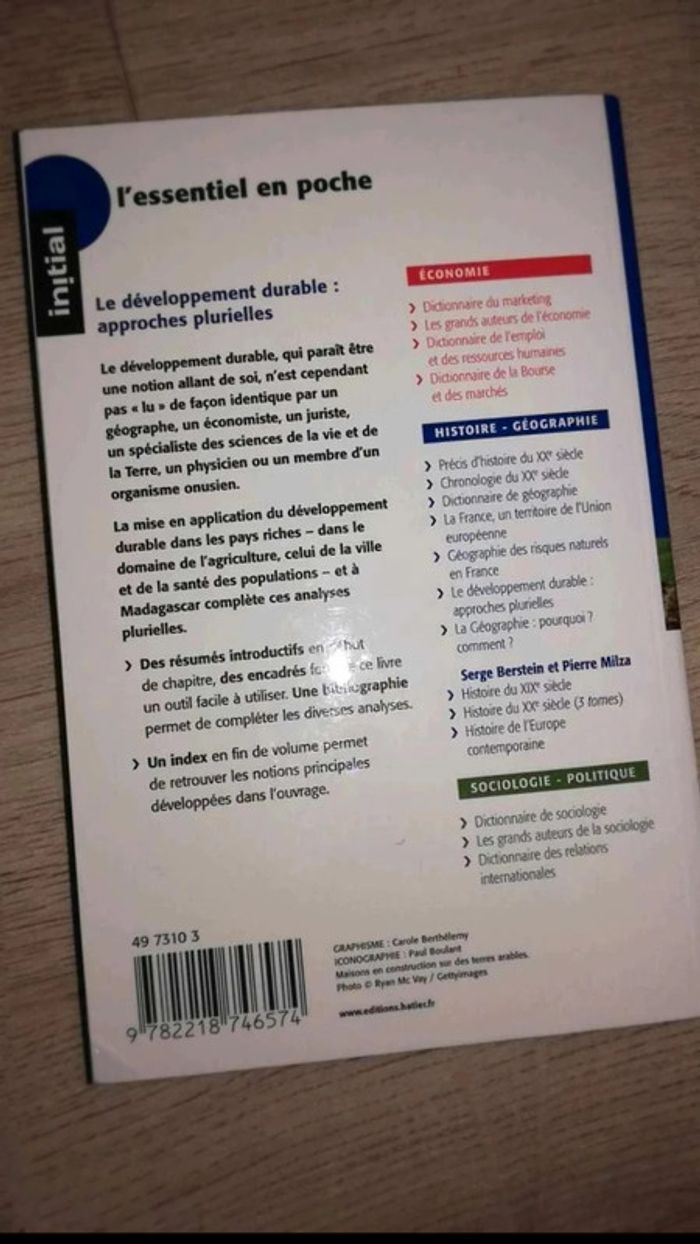 l'essentiel en poche
initial
Le développement durable :
approches plurielles
Le développement durable, qui paraît être
une notion allant de soi, n'est cependant
pas « lu » de façon identique par un
géographe, un économiste, un juriste,
un spécialiste des sciences de la vie et de
la Terre, un physicien ou un membre d'un
organisme onusien.
La mise en application du développement
durable dans les pays riches – dans le
domaine de l'agriculture, celui de la ville
et de la santé des populations – et à
Madagascar complète ces analyses
plurielles.
❯ Des résumés introductifs en début
de chapitre, des encadrés ce livre
un outil facile à utiliser. Une bibliographie
permet de compléter les diverses analyses.
❯ Un index en fin de volume permet
de retrouver les notions principales
développées dans l'ouvrage.
ÉCONOMIE
❯ Dictionnaire du marketing
❯ Les grands auteurs de l'économie
❯ Dictionnaire de l'emploi
et des ressources humaines
❯ Dictionnaire de la Bourse
et des marchés
HISTOIRE - GÉOGRAPHIE
❯ Précis d'histoire du XXe siècle
❯ Chronologie du XXe siècle
❯ Dictionnaire de géographie
❯ La France, un territoire de l'Union
européenne
❯ Géographie des risques naturels
en France
❯ Le développement durable :
approches plurielles
❯ La Géographie : pourquoi ?
comment ?
Serge Berstein et Pierre Milza
❯ Histoire du XIXe siècle
❯ Histoire du XXe siècle (3 tomes)
❯ Histoire de l'Europe
contemporaine
SOCIOLOGIE - POLITIQUE
❯ Dictionnaire de sociologie
❯ Les grands auteurs de la sociologie
❯ Dictionnaire des relations
internationales
49 7310 3
9 782218 746574
GRAPHISME : Carole Berthélemy
ICONOGRAPHIE : Paul Boulant
Maisons en construction sur des terres arables.
Photo © Ryan Mc Vay / Gettyimages
www.editions.hatier.fr